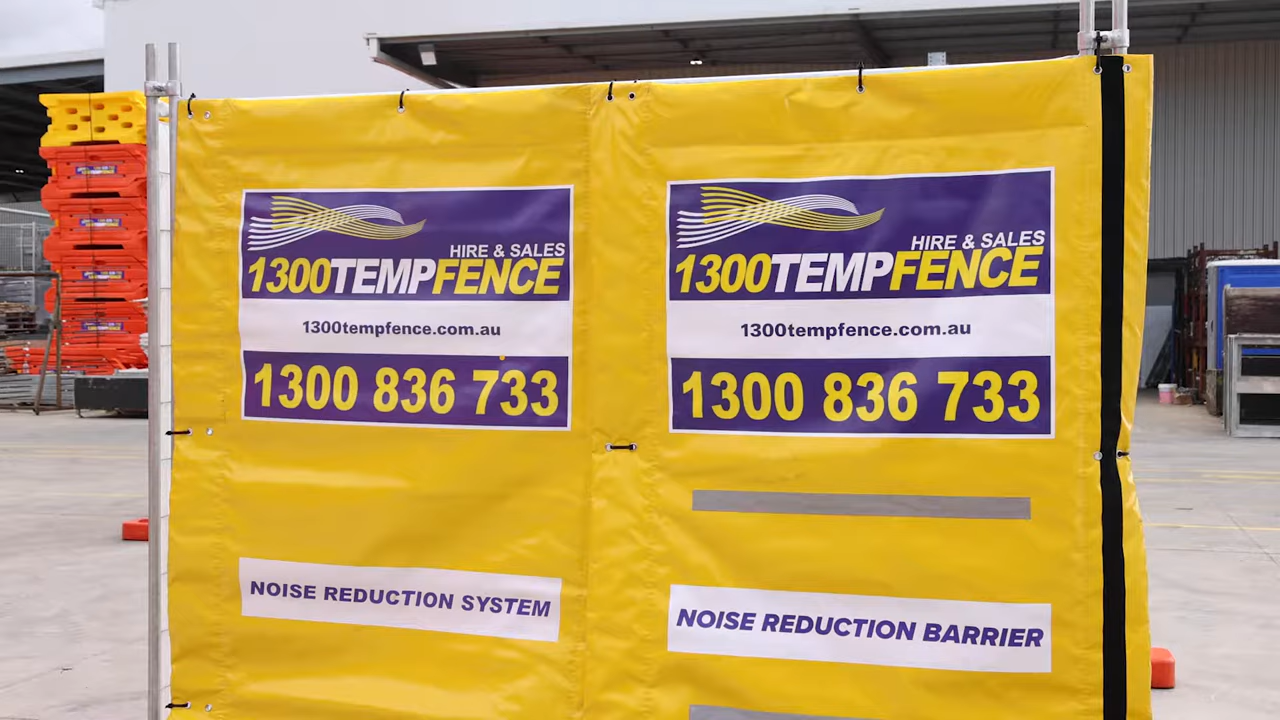 HIRE & SALES
1300TEMPFENCE
1300tempfence.com.au
1300 836 733
NOISE REDUCTION SYSTEM
HIRE & SALES
1300TEMPFENCE
1300tempfence.com.au
1300 836 733
NOISE REDUCTION BARRIER